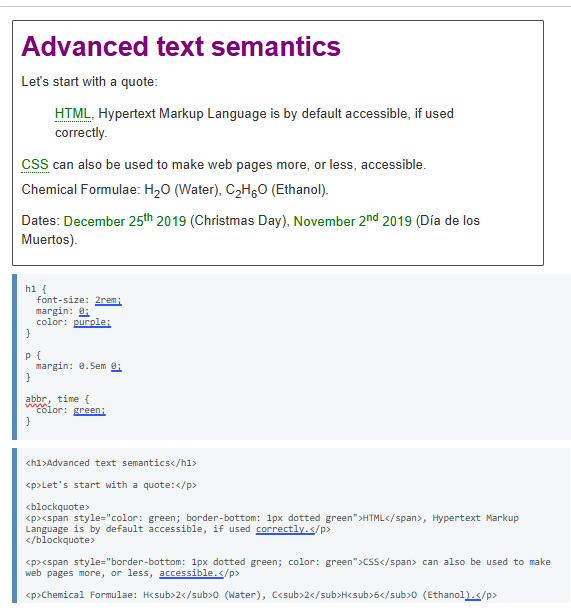 Advanced text semantics
Let's start with a quote:
HTML, Hypertext Markup Language is by default accessible, if used
correctly.
CSS can also be used to make web pages more, or less, accessible.
Chemical Formulae: H₂O (Water), C₂H₆O (Ethanol).
Dates: December 25th 2019 (Christmas Day), November 2nd 2019 (Día de los
Muertos).
h1 {
  font-size: 2rem;
  margin: 0;
  color: purple;
}
p {
  margin: 0.5em 0;
}
abbr, time {
  color: green;
}
<h1>Advanced text semantics</h1>
<p>Let's start with a quote:</p>
<blockquote>
<p><span style="color: green; border-bottom: 1px dotted green">HTML</span>, Hypertext Markup
Language is by default accessible, if used correctly.</p>
</blockquote>
<p><span style="border-bottom: 1px dotted green; color: green">CSS</span> can also be used to make
web pages more, or less, accessible.</p>
<p>Chemical Formulae: H<sub>2</sub>O (Water), C<sub>2</sub>H<sub>6</sub>O (Ethanol).</p>